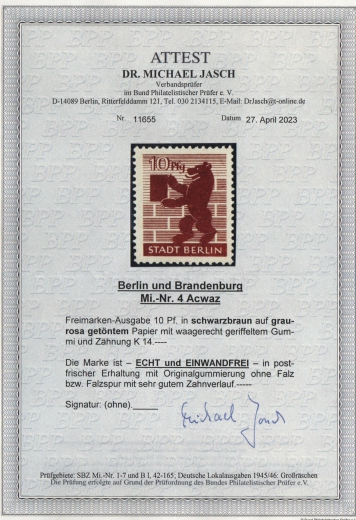 ATTEST
DR. MICHAEL JASCH
Verbandsprüfer
im Bund Philatelistischer Prüfer e. V.
D-14089 Berlin, Ritterfelddamm 121, Tel. 030 2134115, E-Mail: DrJasch@t-online.de
Nr. 11655 Datum 27. April 2023
10 Pfg
STADT BERLIN
Berlin und Brandenburg
Mi.-Nr. 4 Acwaz
Freimarken-Ausgabe 10 Pf. in schwarzbraun auf grau-
rosa getöntem Papier mit waagerecht geriffeltem Gum-
mi und Zähnung K 14.----
Die Marke ist – ECHT und EINWANDFREI – in post-
frischer Erhaltung mit Originalgummierung ohne Falz
bzw. Falzspur mit sehr gutem Zahnverlauf.-----
Signatur: (ohne).
Michael Jasch
Prüfgebiete: SBZ Mi.-Nr. 1-7 und B I, 42-165; Deutsche Lokalausgaben 1945/46: Großräschen
Die Prüfung erfolgte auf Grund der Prüfordnung des Bundes Philatelistischer Prüfer e.V.